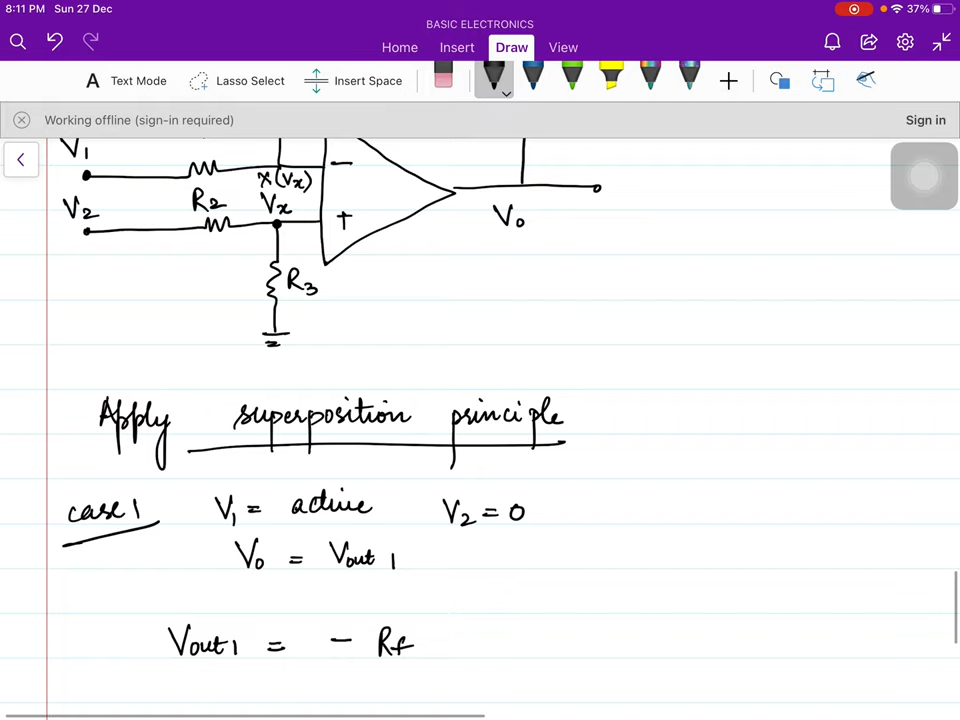 8:11 PM Sun 27 Dec 37%
BASIC ELECTRONICS
Home Insert Draw View
A Text Mode Lasso Select Insert Space
Working offline (sign-in required) Sign in
V1
X (Vx) −
V2 R2 Vx
+ Vo
R3
Apply superposition principle
case 1 V1 = active V2 = 0
Vo = Vout 1
Vout 1 = − Rf